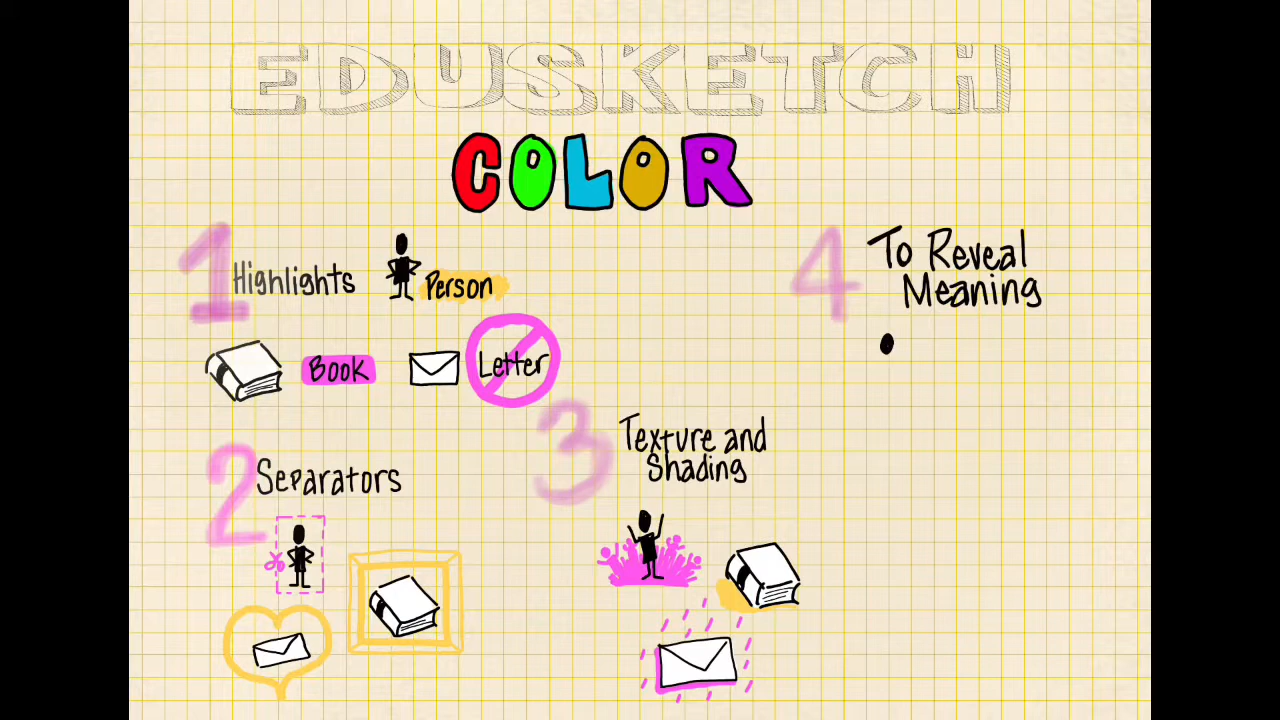 EDUSKETCH
COLOR
1 Highlights
Person
Book
Letter
2 Separators
3 Texture and
Shading
4 To Reveal
Meaning